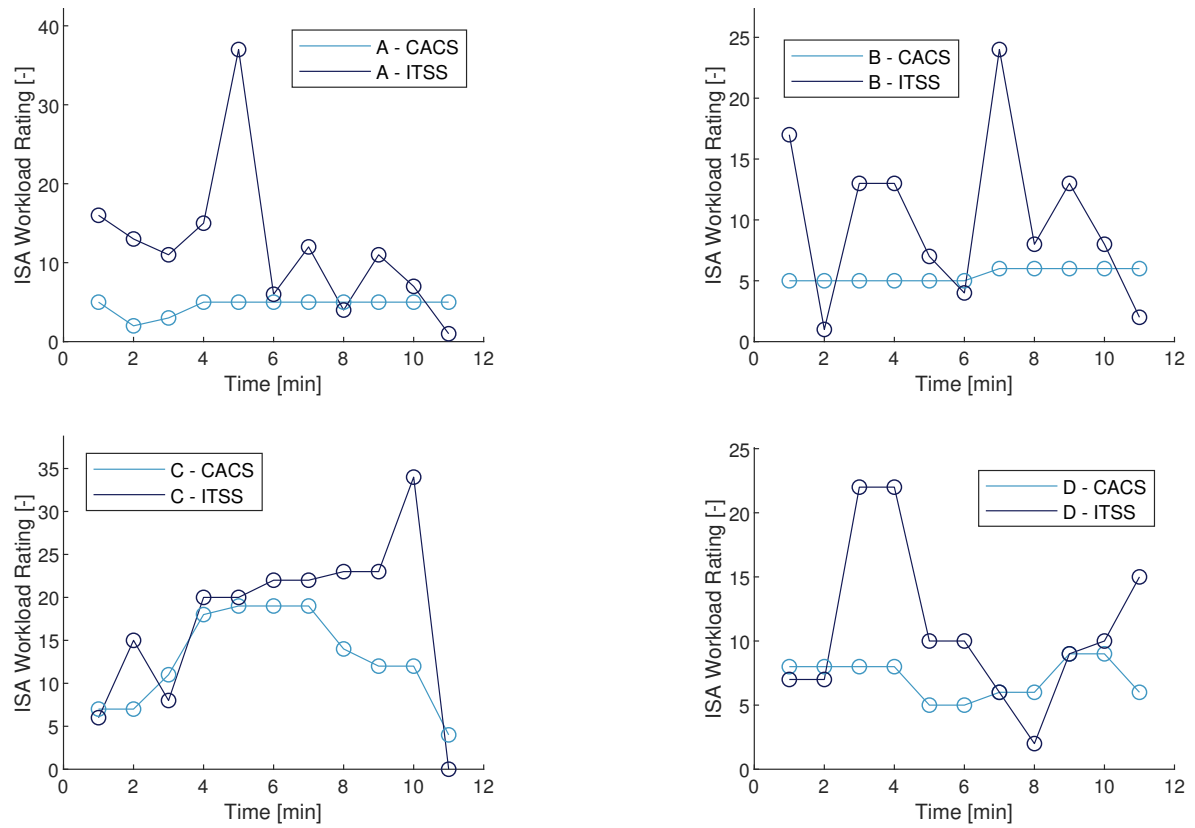 ISA Workload Rating [-]
40
30
20
10
0
A - CACS
A - ITSS
0 2 4 6 8 10 12
Time [min]
ISA Workload Rating [-]
25
20
15
10
5
0
B - CACS
B - ITSS
0 2 4 6 8 10 12
Time [min]
ISA Workload Rating [-]
35
30
25
20
15
10
5
0
C - CACS
C - ITSS
0 2 4 6 8 10 12
Time [min]
ISA Workload Rating [-]
25
20
15
10
5
0
D - CACS
D - ITSS
0 2 4 6 8 10 12
Time [min]